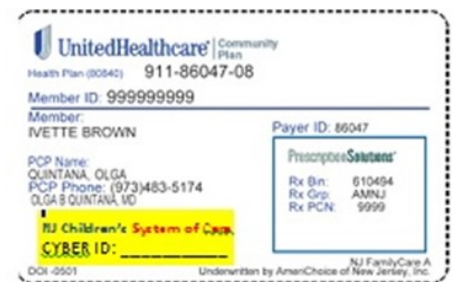 UnitedHealthcare® Community Plan
Health Plan (80840) 911-86047-08
Member ID: 999999999
Member:
IVETTE BROWN
Payer ID: 86047
PCP Name:
QUINTANA, OLGA
PCP Phone: (973)483-5174
OLGA B QUINTANA, MD
PrescriptionSolutions®
Rx Bin: 610494
Rx Grp: AMNJ
Rx PCN: 9999
NJ Children's System of Care
CYBER ID: ___________
NJ FamilyCare A
DOI -0501 Underwritten by AmeriChoice of New Jersey, Inc.